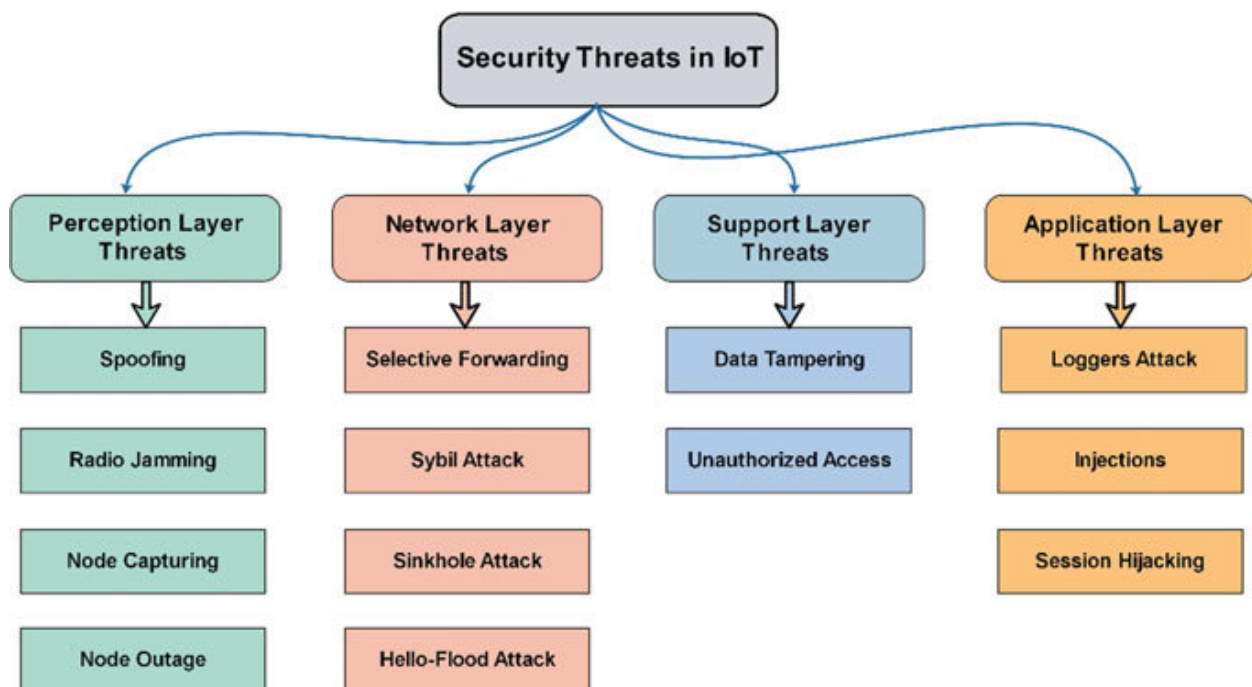 Security Threats in IoT
Perception Layer
Threats
Network Layer
Threats
Support Layer
Threats
Application Layer
Threats
Spoofing
Selective Forwarding
Data Tampering
Loggers Attack
Radio Jamming
Sybil Attack
Unauthorized Access
Injections
Node Capturing
Sinkhole Attack
Session Hijacking
Node Outage
Hello-Flood Attack